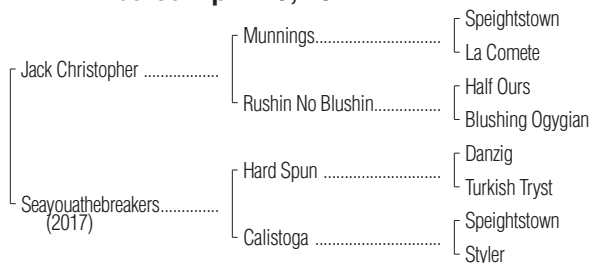 Speightstown
Munnings
La Comete
Jack Christopher
Half Ours
Rushin No Blushin
Blushing Ogygian
Danzig
Hard Spun
Turkish Tryst
Seayouathebreakers
(2017)
Speightstown
Calistoga
Styler